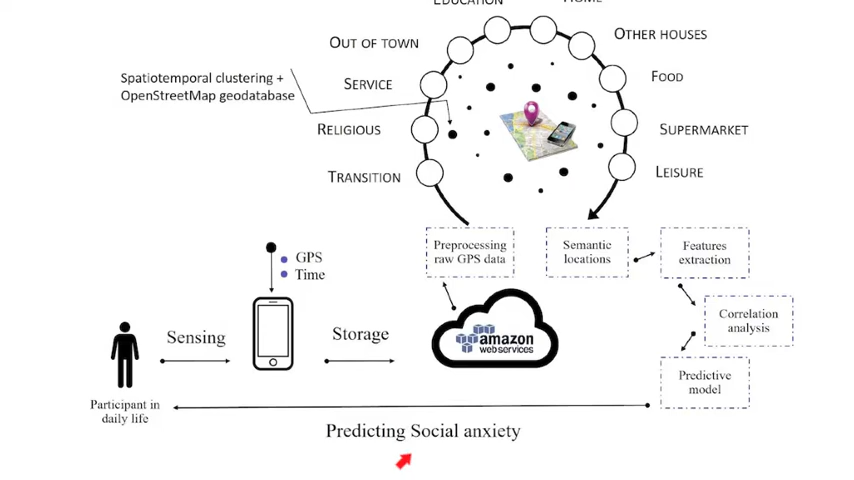 EDUCATION
HOME
OUT OF TOWN
OTHER HOUSES
Spatiotemporal clustering +
OpenStreetMap geodatabase
SERVICE
FOOD
RELIGIOUS
SUPERMARKET
TRANSITION
LEISURE
Preprocessing
raw GPS data
Semantic
locations
Features
extraction
GPS
Time
Sensing
Storage
amazon
web services
Correlation
analysis
Predictive
model
Participant in
daily life
Predicting Social anxiety